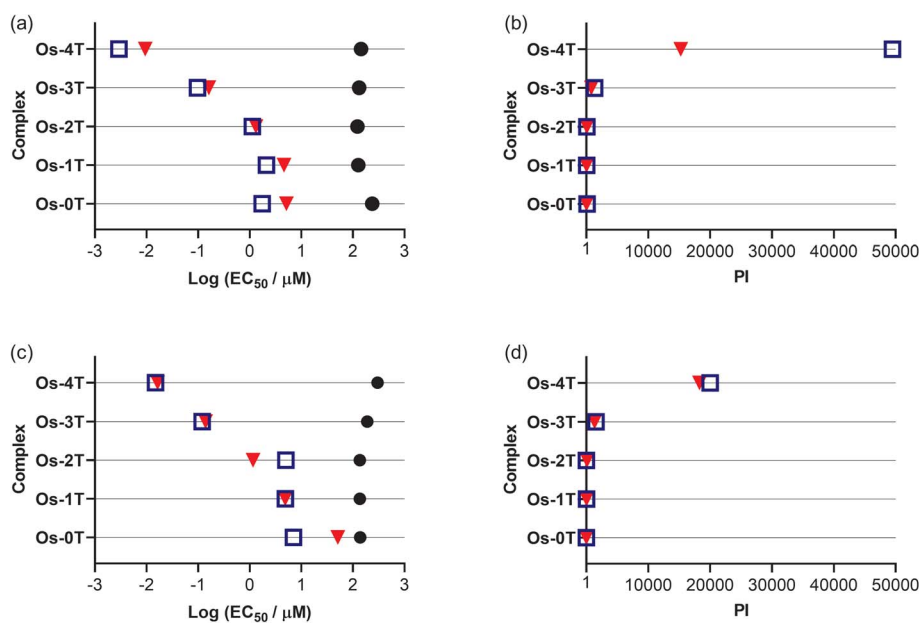 (a)
Complex
Os-4T
Os-3T
Os-2T
Os-1T
Os-0T
-3 -2 -1 0 1 2 3
Log (EC50 / μM)
(b)
Complex
Os-4T
Os-3T
Os-2T
Os-1T
Os-0T
1 10000 20000 30000 40000 50000
PI
(c)
Complex
Os-4T
Os-3T
Os-2T
Os-1T
Os-0T
-3 -2 -1 0 1 2 3
Log (EC50 / μM)
(d)
Complex
Os-4T
Os-3T
Os-2T
Os-1T
Os-0T
1 10000 20000 30000 40000 50000
PI